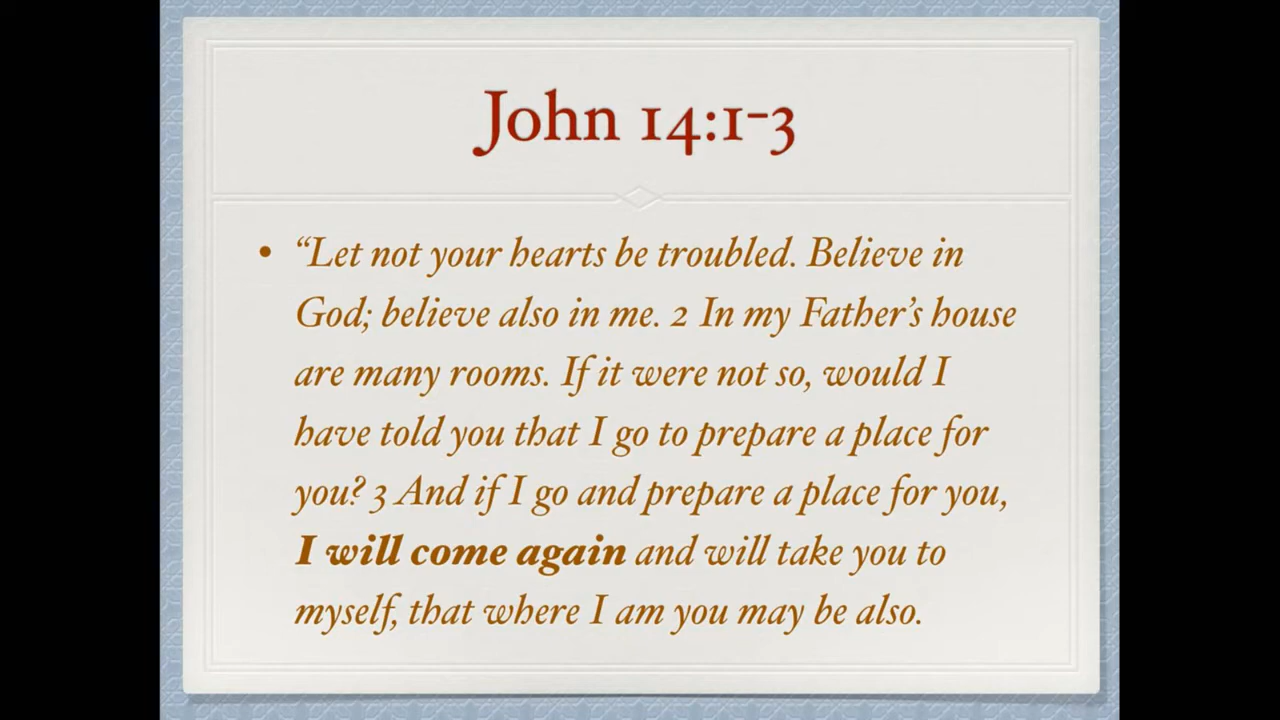 John 14:1-3
• “Let not your hearts be troubled. Believe in
God; believe also in me. 2 In my Father’s house
are many rooms. If it were not so, would I
have told you that I go to prepare a place for
you? 3 And if I go and prepare a place for you,
I will come again and will take you to
myself, that where I am you may be also.